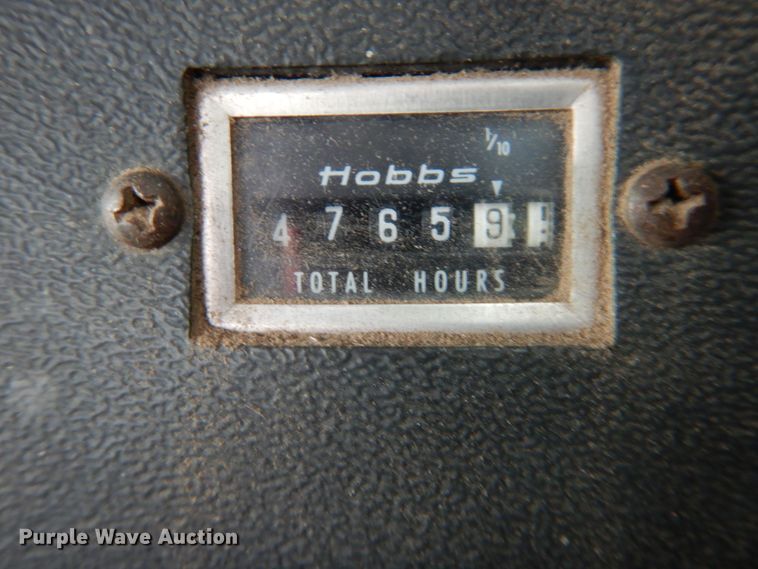 1/10
Hobbs
4 7 6 5 9
TOTAL HOURS
Purple Wave Auction